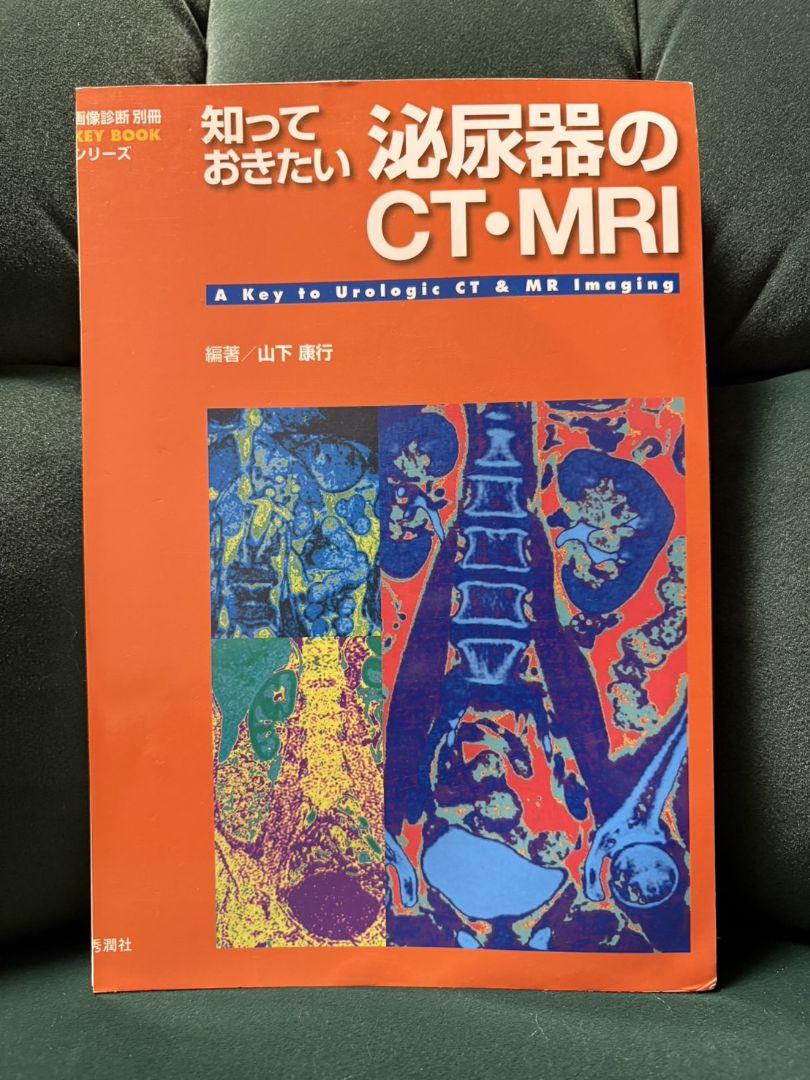 画像診断 別冊
KEY BOOK
シリーズ
知って
おきたい
泌尿器の
CT・MRI
A Key to Urologic CT & MR Imaging
編著／山下 康行
秀潤社